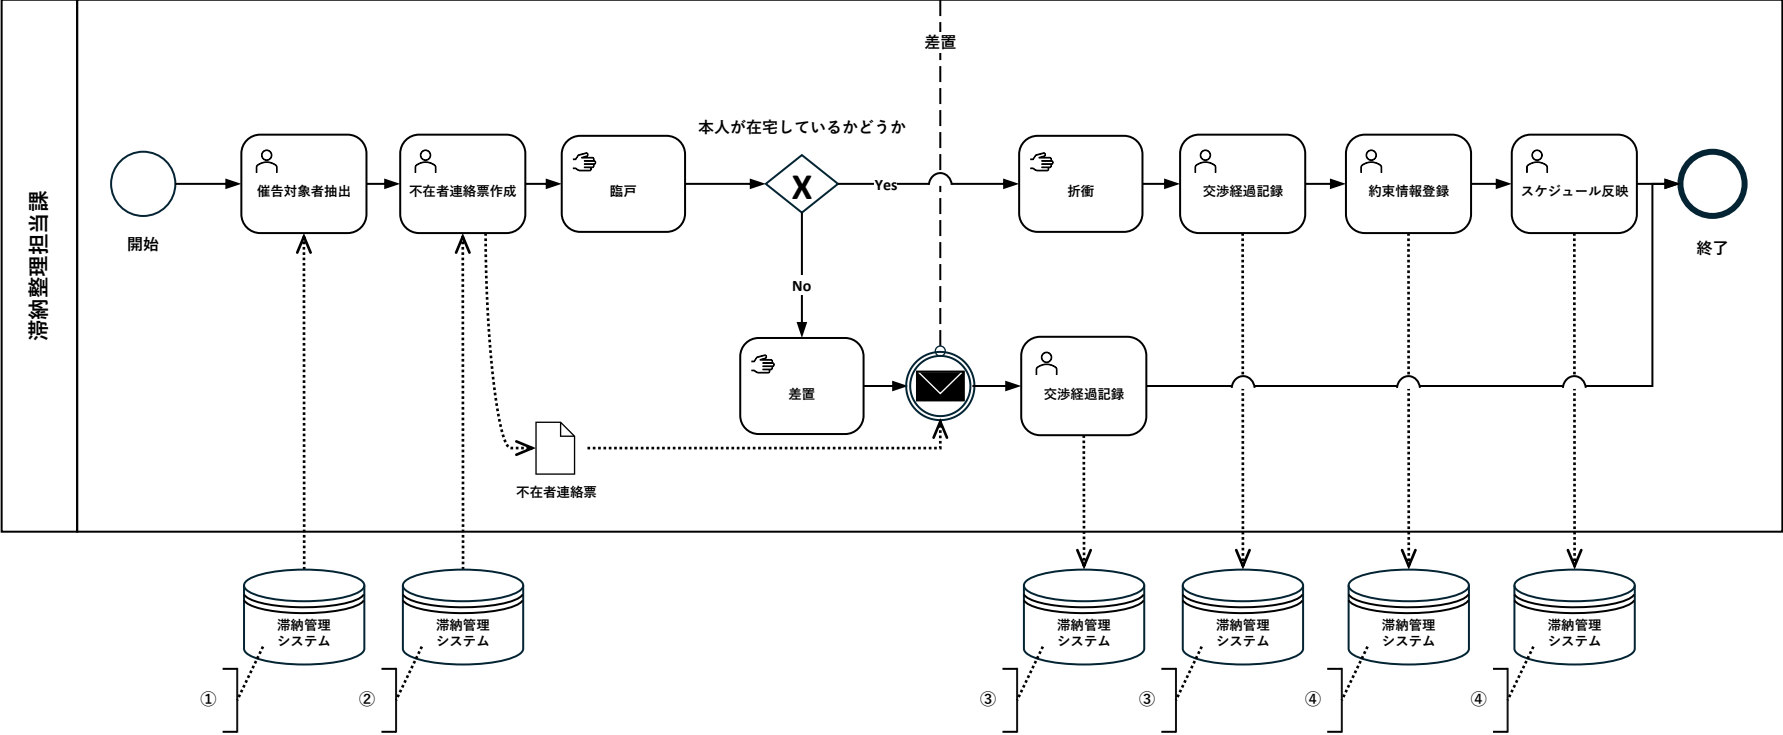 滞納整理担当課
差置
本人が在宅しているかどうか
開始
催告対象者抽出
不在者連絡票作成
臨戸
X
Yes
折衝
交渉経過記録
約束情報登録
スケジュール反映
終了
No
差置
交渉経過記録
不在者連絡票
滞納管理
システム
滞納管理
システム
滞納管理
システム
滞納管理
システム
滞納管理
システム
滞納管理
システム
①
②
③
③
④
④